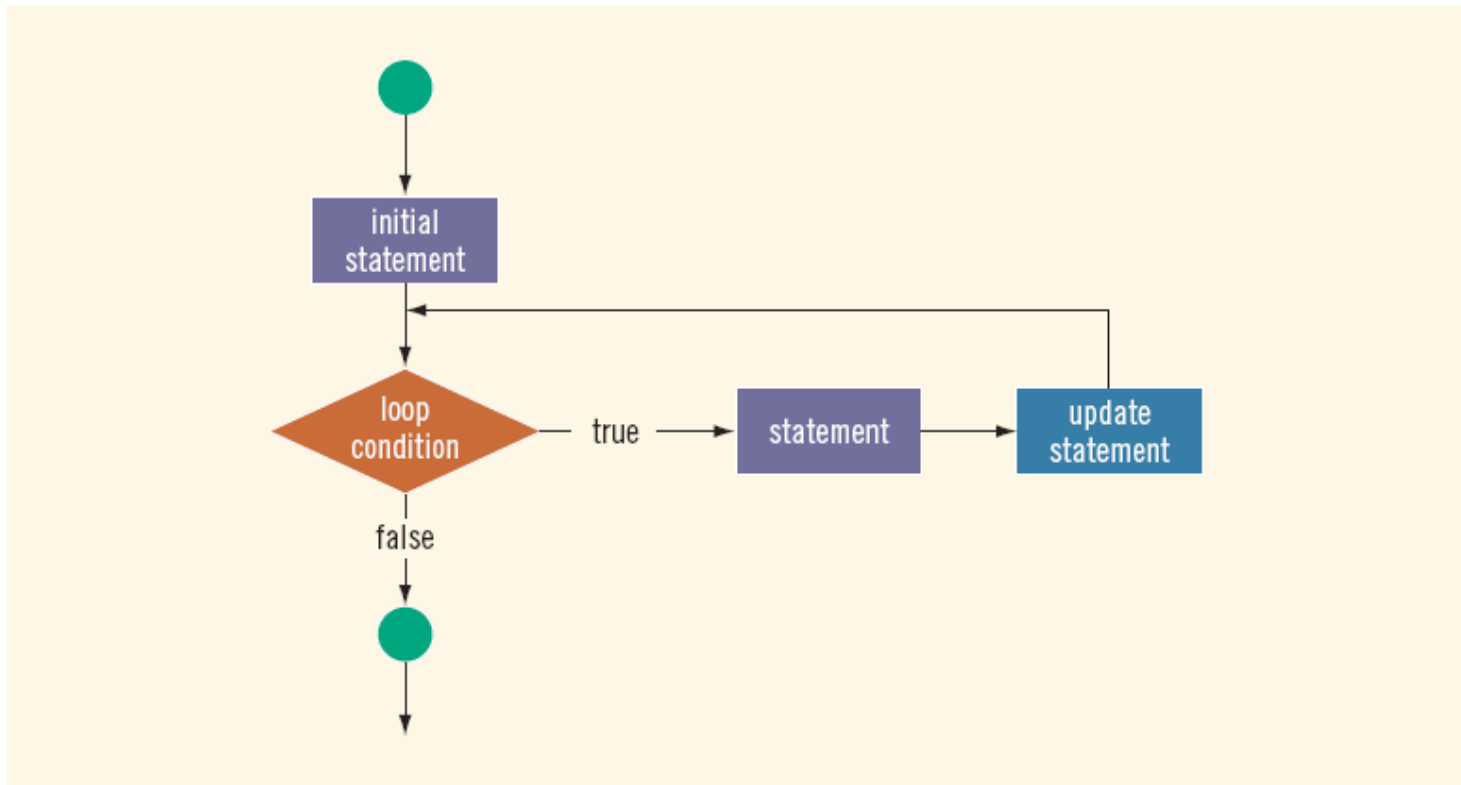 initial
statement
loop
condition
true
statement
update
statement
false